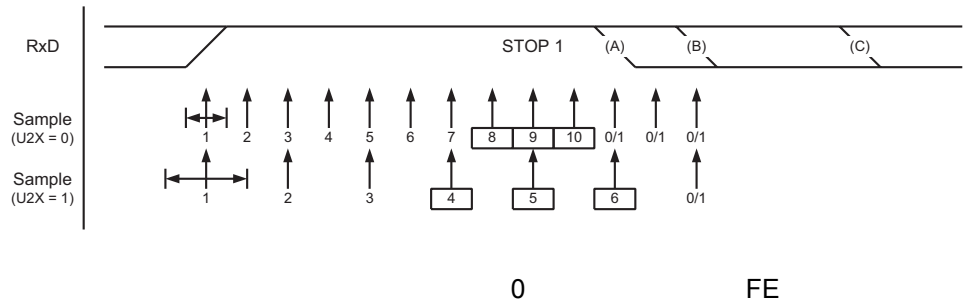 RxD STOP 1 (A) (B) (C)
Sample
(U2X = 0)
1 2 3 4 5 6 7 8 9 10 0/1 0/1 0/1
Sample
(U2X = 1)
1 2 3 4 5 6 0/1
0 FE